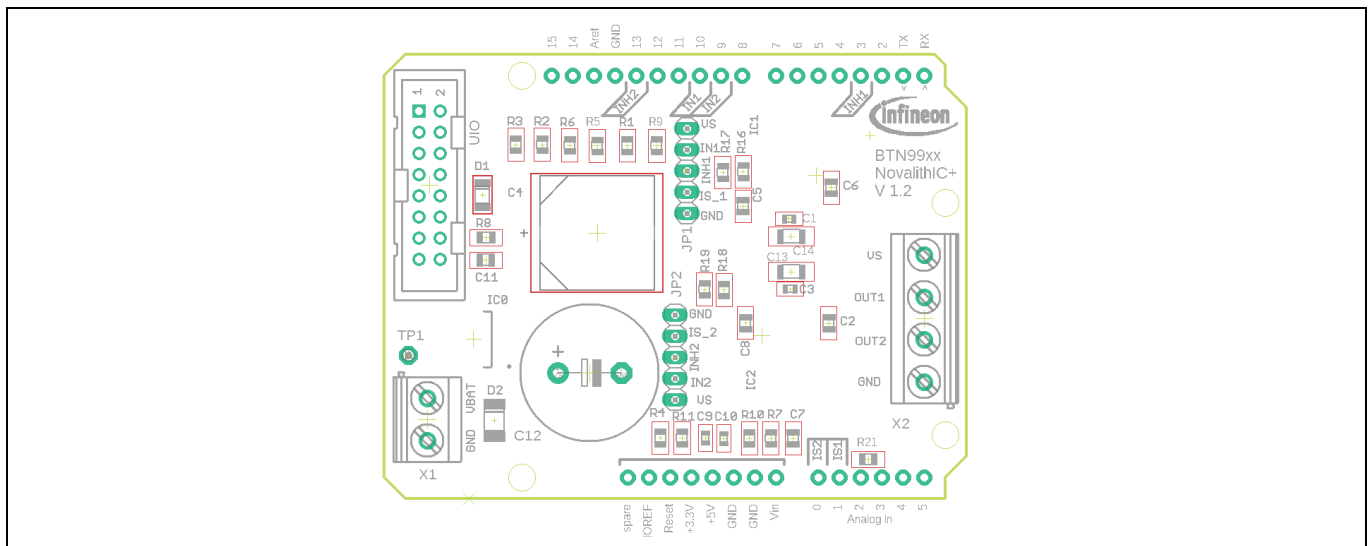 15 14 Aref GND 13 12 11 10 9 8 7 6 5 4 3 2 TX RX
< >
INH2 IN1 IN2 INH1
infineon
BTN99xx
NovalithIC+
V 1.2
1 2
UIO
R3 R2 R6 R5 R1 R9
VS
IN1
INH1
IS_1
GND
JP1
R17 R16 IC1
C5
C6
D1
C4
+
R8
C11
C1
C14
C13
C3
R19 R18
JP2
GND
IS_2
INH2
IN2
VS
C8
IC2
C2
IC0
TP1
+
VBAT
GND
X1
D2
C12
VS
OUT1
OUT2
GND
X2
R4 R11 C9 C10 R10 R7 C7
IS2 IS1
R21
spare IOREF Reset +3.3V +5V GND GND Vin
0 1 2 3 4 5
Analog In